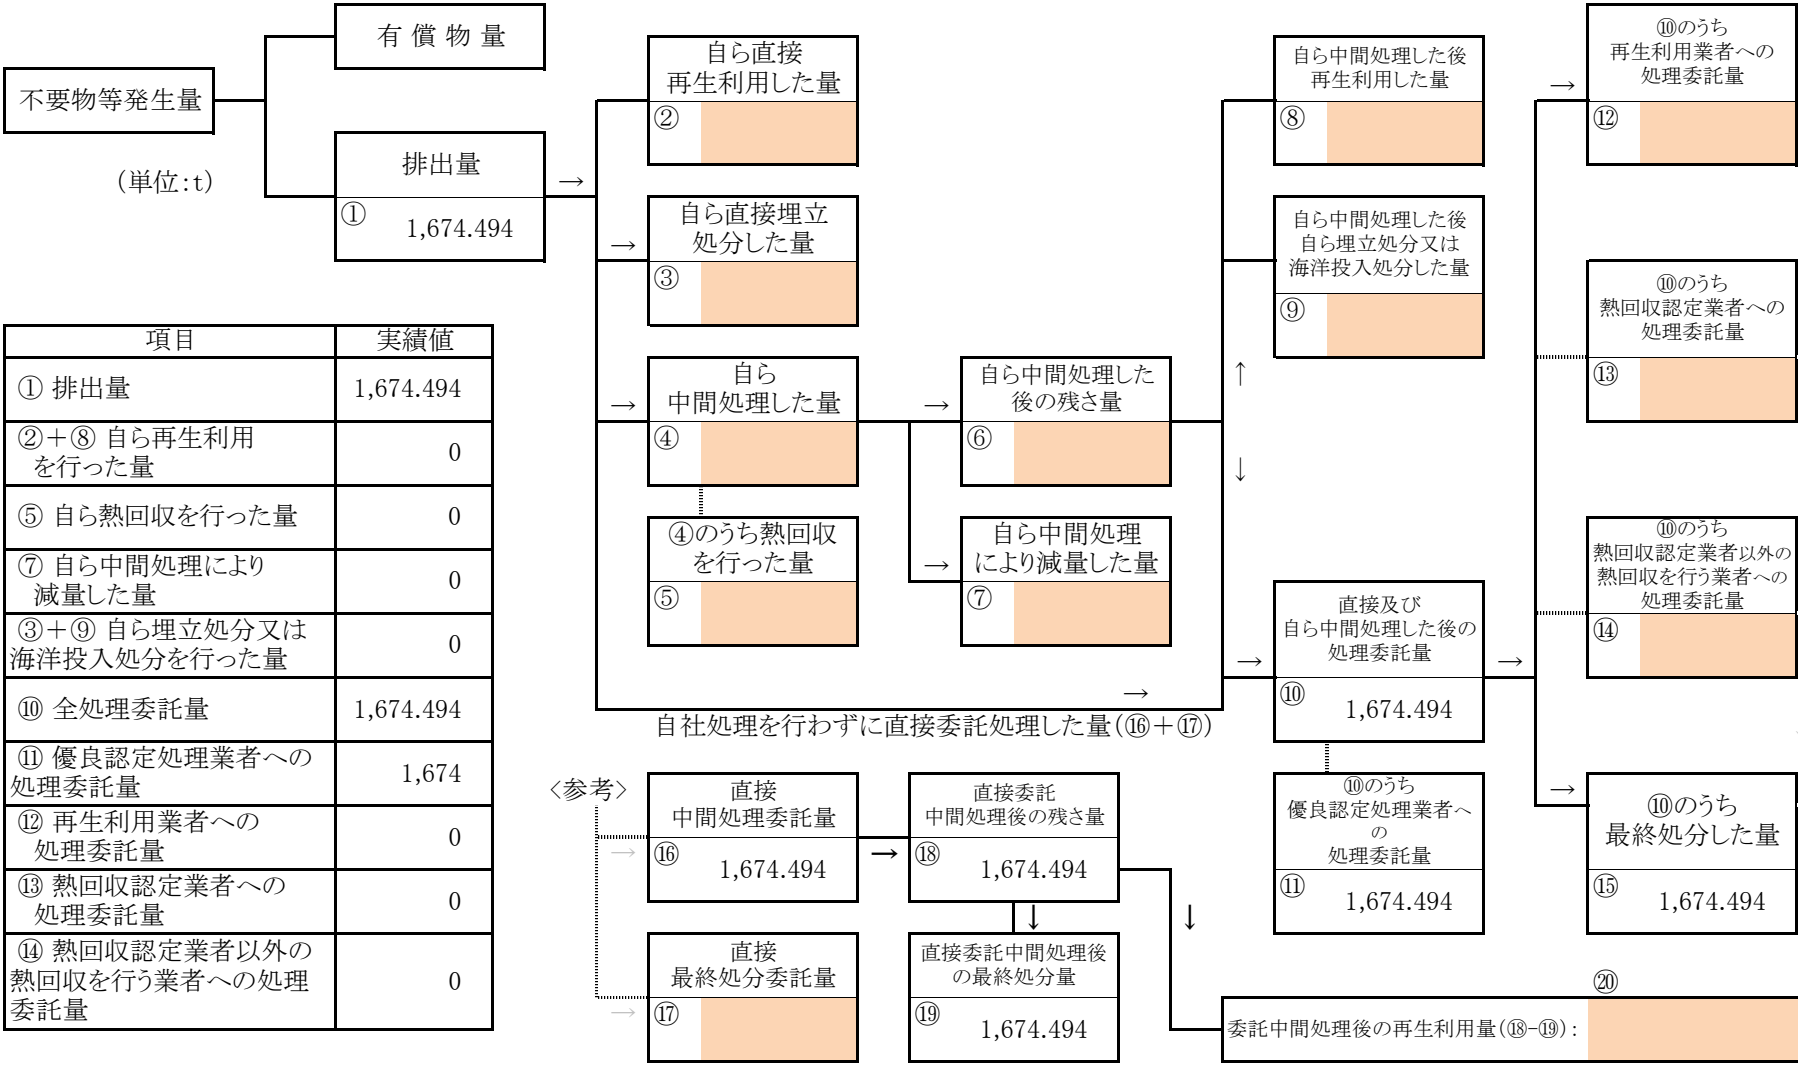 不要物等発生量
(単位:t)
有 償 物 量
排出量
→
① 1,674.494
自ら直接
再生利用した量
②
→
自ら直接埋立
処分した量
③
→
自ら
中間処理した量
④
④のうち熱回収
を行った量
⑤
→
自ら中間処理した
後の残さ量
⑥
→
自ら中間処理
により減量した量
⑦
自ら中間処理した後
再生利用した量
⑧
自ら中間処理した後
自ら埋立処分又は
海洋投入処分した量
⑨
↑
↓
→
直接及び
自ら中間処理した後の
処理委託量
⑩ 1,674.494
→
⑩のうち
優良認定処理業者へ
の
処理委託量
⑪ 1,674.494
→
⑩のうち
再生利用業者への
処理委託量
⑫
⑩のうち
熱回収認定業者への
処理委託量
⑬
⑩のうち
熱回収認定業者以外の
熱回収を行う業者への
処理委託量
⑭
→
⑩のうち
最終処分した量
⑮ 1,674.494
→
自社処理を行わずに直接委託処理した量(⑯+⑰)
<参考>
→
直接
中間処理委託量
⑯ 1,674.494
→
直接委託
中間処理後の残さ量
⑱ 1,674.494
↓
↓
→
直接
最終処分委託量
⑰
直接委託中間処理後
の最終処分量
⑲ 1,674.494
⑳
委託中間処理後の再生利用量(⑱-⑲):
項目 実績値
① 排出量 1,674.494
②+⑧ 自ら再生利用
を行った量 0
⑤ 自ら熱回収を行った量 0
⑦ 自ら中間処理により
減量した量 0
③+⑨ 自ら埋立処分又は
海洋投入処分を行った量 0
⑩ 全処理委託量 1,674.494
⑪ 優良認定処理業者への
処理委託量 1,674
⑫ 再生利用業者への
処理委託量 0
⑬ 熱回収認定業者への
処理委託量 0
⑭ 熱回収認定業者以外の
熱回収を行う業者への処理
委託量 0